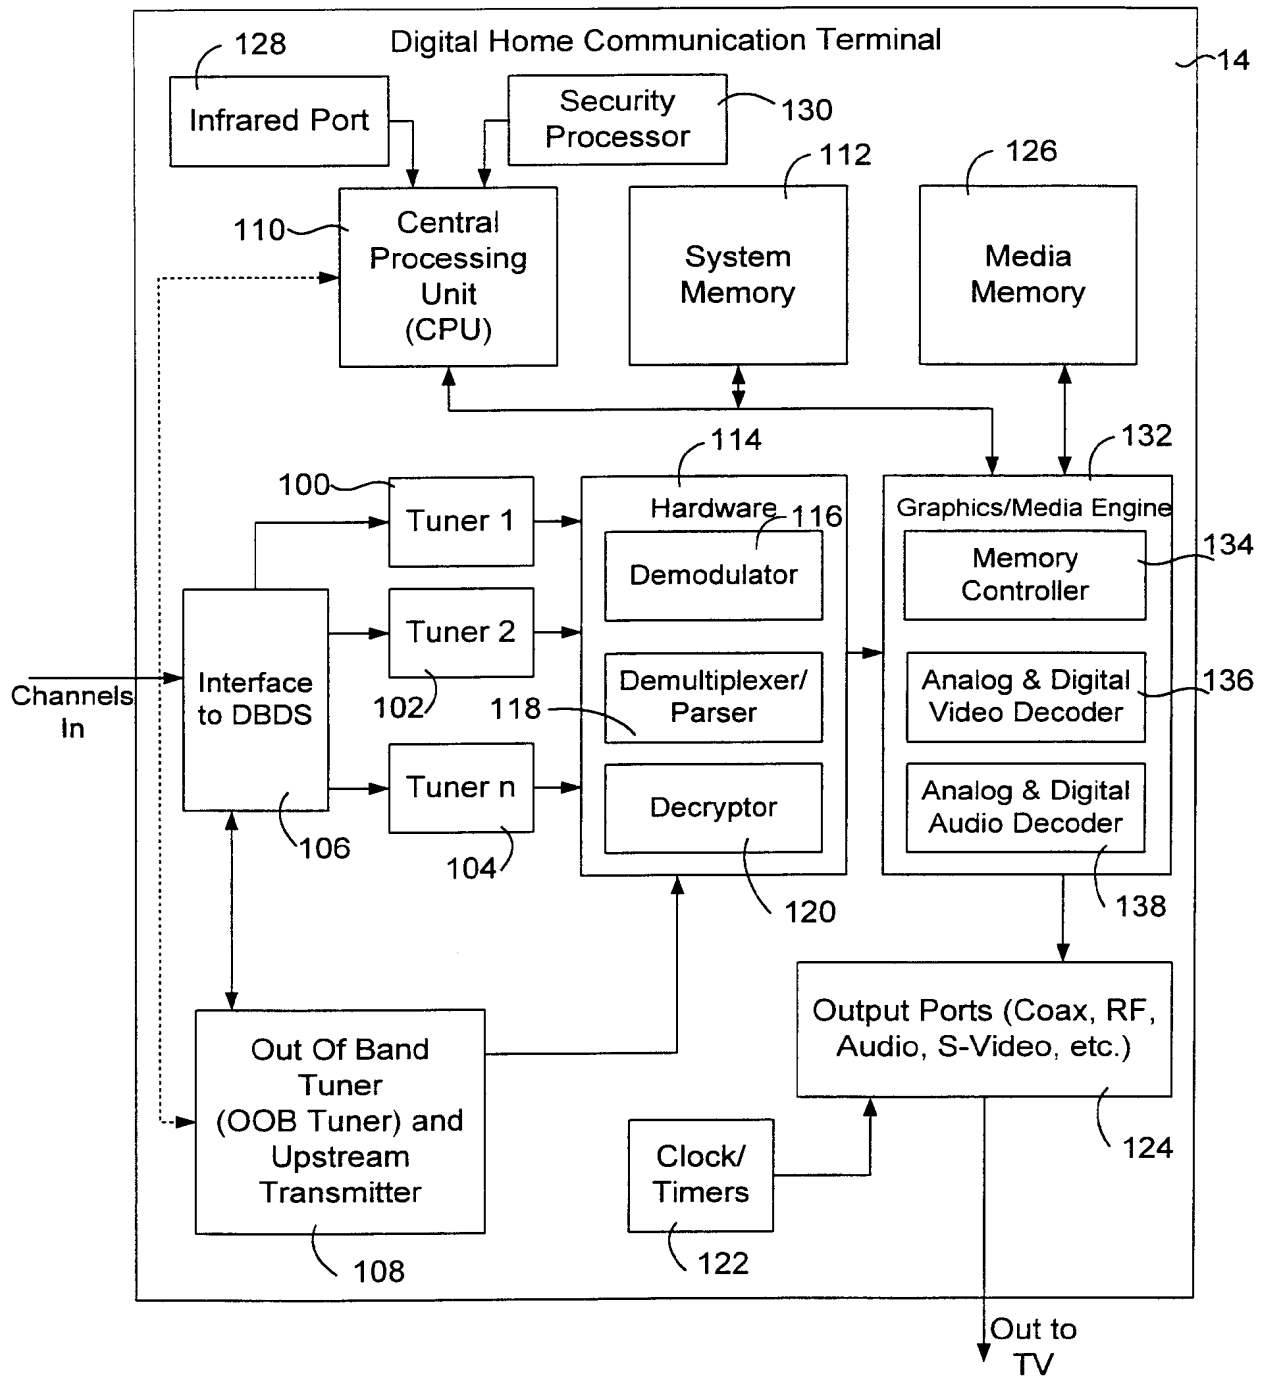 Digital Home Communication Terminal
14
128
Infrared Port
Security
Processor
130
112
126
110
Central
Processing
Unit
(CPU)
System
Memory
Media
Memory
114
132
100
Tuner 1
Hardware
116
Demodulator
Graphics/Media Engine
Memory
Controller
134
Tuner 2
102
Channels
In
Interface
to DBDS
118
Demultiplexer/
Parser
Analog & Digital
Video Decoder
136
Tuner n
104
106
Decryptor
120
Analog & Digital
Audio Decoder
138
Out Of Band
Tuner
(OOB Tuner) and
Upstream
Transmitter
108
Output Ports (Coax, RF,
Audio, S-Video, etc.)
124
Clock/
Timers
122
Out to
TV